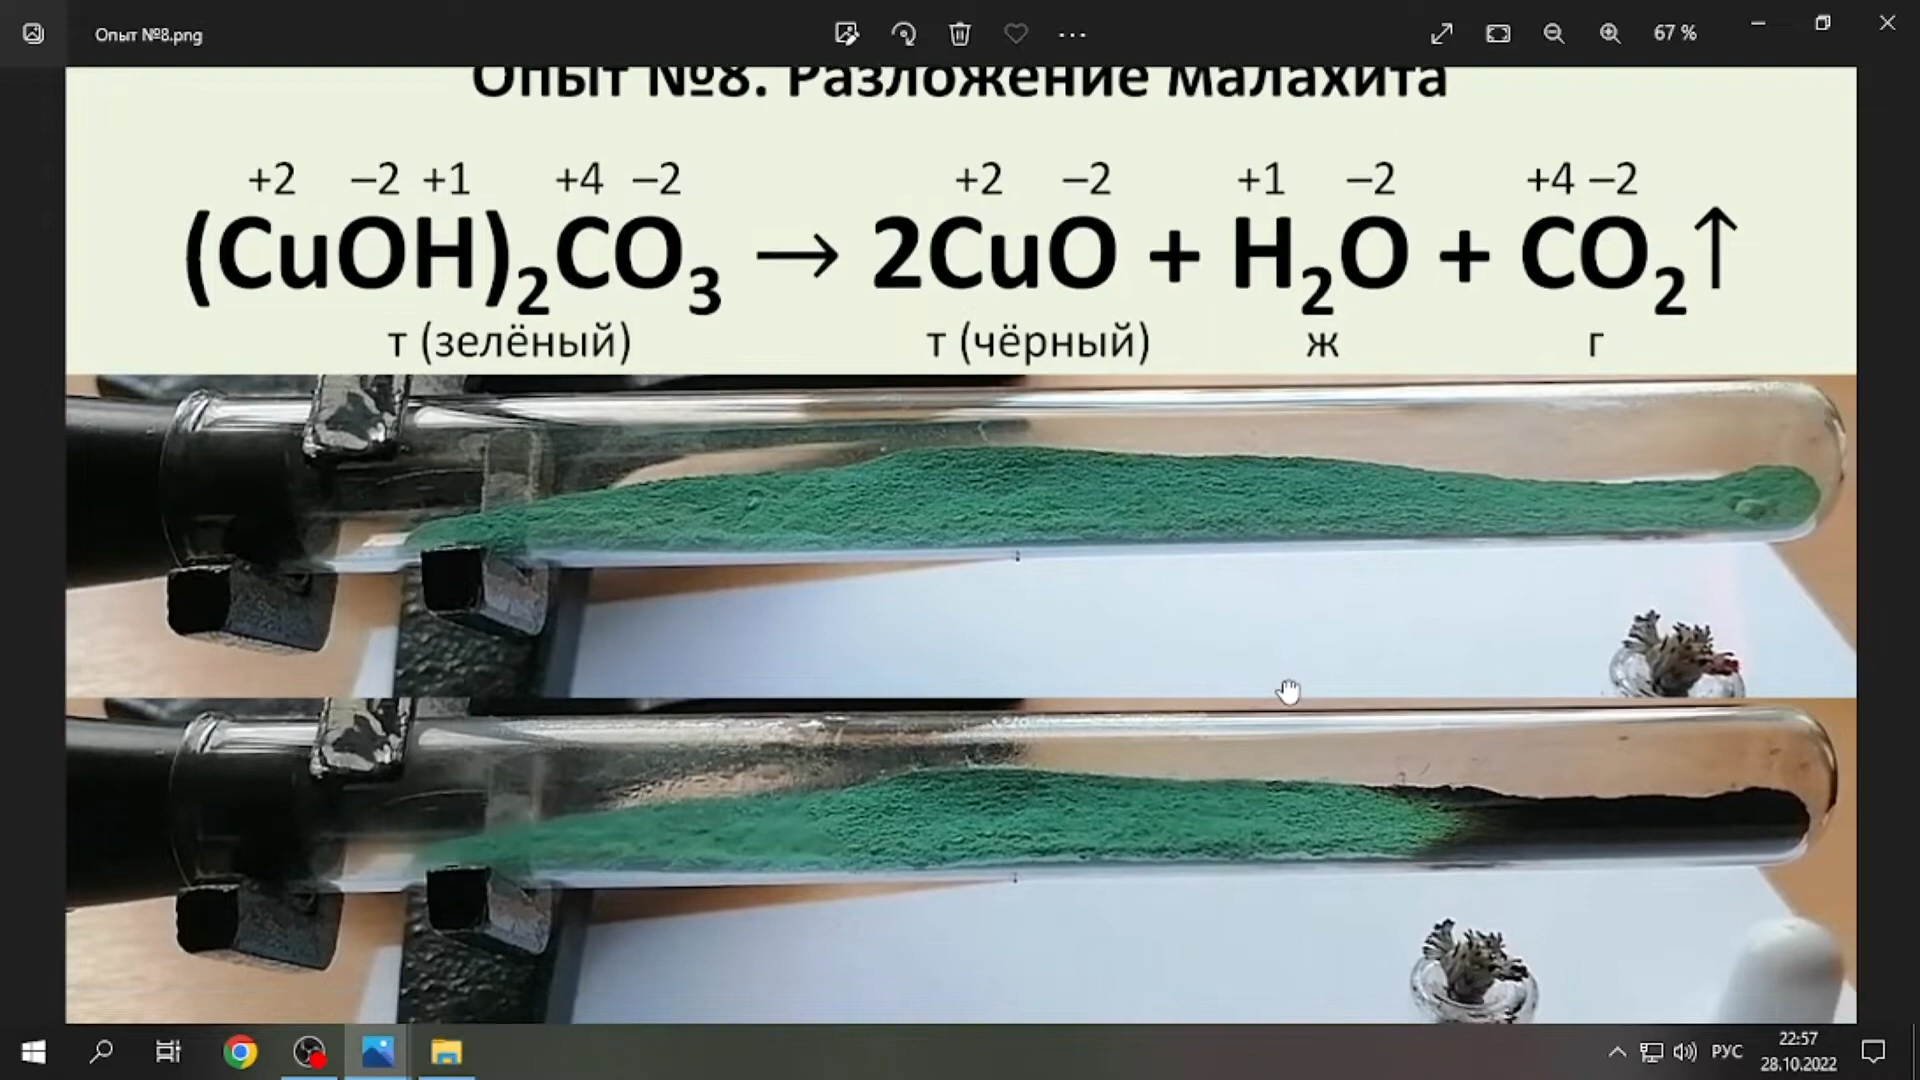 Опыт №8.png
67 %
Опыт №8. Разложение малахита
+2 –2 +1 +4 –2 +2 –2 +1 –2 +4 –2
(CuOH)₂CO₃ → 2CuO + H₂O + CO₂↑
т (зелёный) т (чёрный) ж г
РУС
22:57
28.10.2022